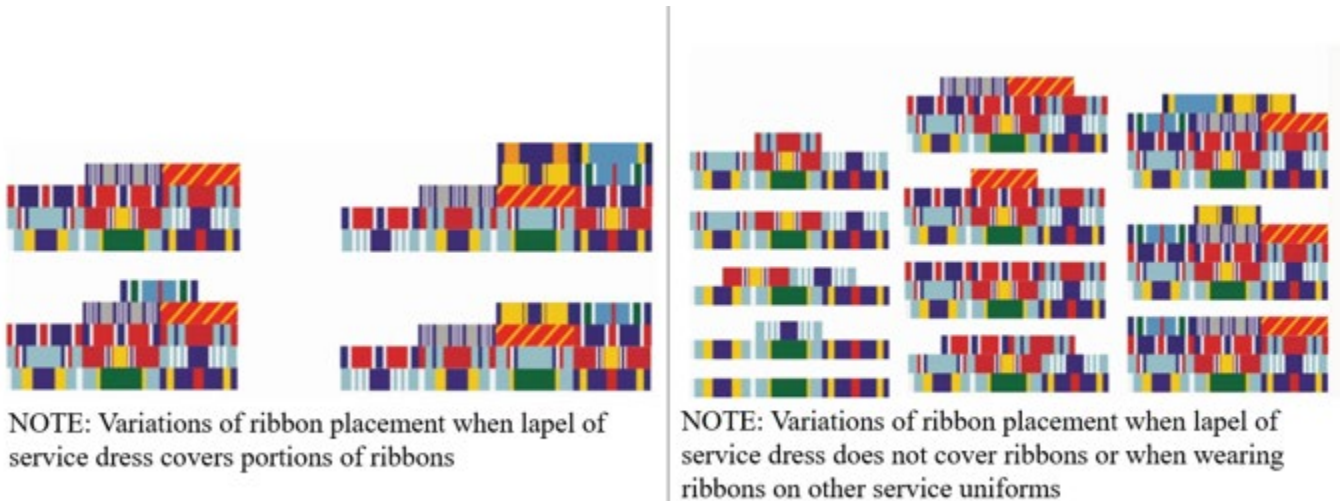 NOTE: Variations of ribbon placement when lapel of
service dress covers portions of ribbons
NOTE: Variations of ribbon placement when lapel of
service dress does not cover ribbons or when wearing
ribbons on other service uniforms